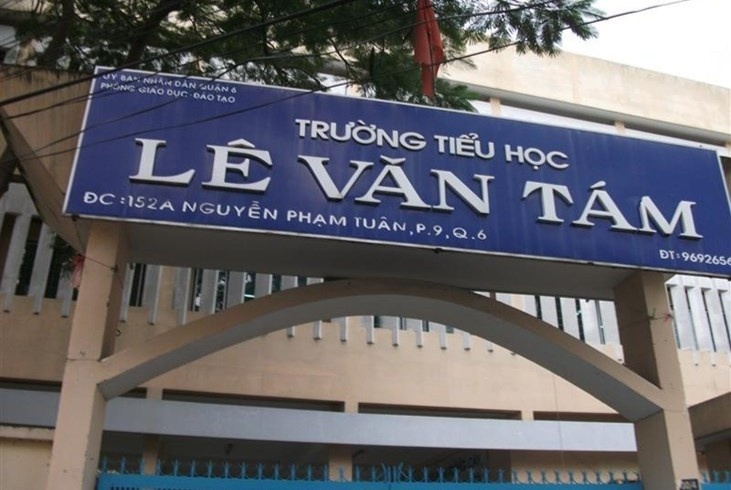 ỦY BAN NHÂN DÂN QUẬN 6
PHÒNG GIÁO DỤC-ĐÀO TẠO
TRƯỜNG TIỂU HỌC
LÊ VĂN TÁM
ĐC:152A NGUYỄN PHẠM TUÂN,P.9,Q.6
ĐT:9692656